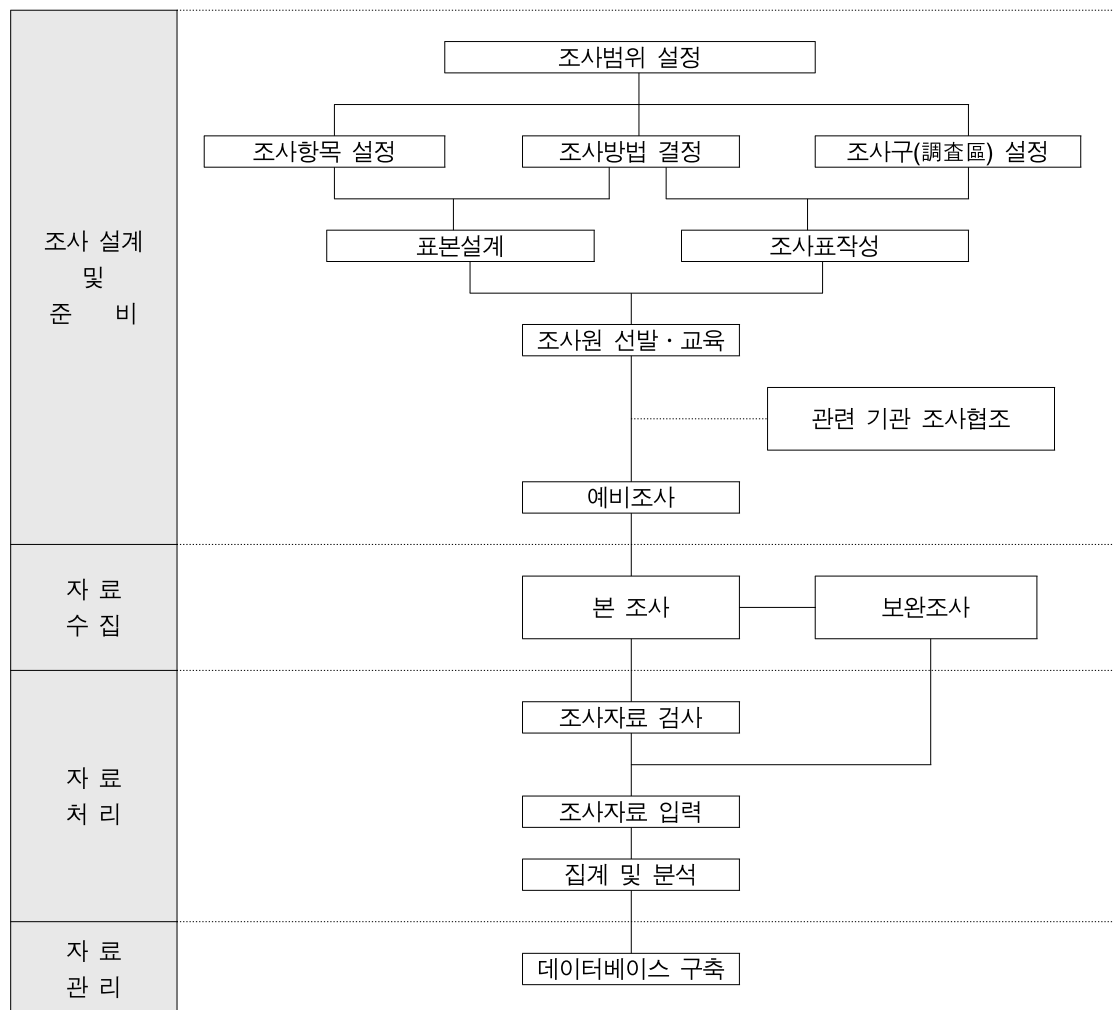 조사 설계
및
준 비
조사범위 설정
조사항목 설정
조사방법 결정
조사구(調査區) 설정
표본설계
조사표작성
조사원 선발·교육
관련 기관 조사협조
예비조사
자 료
수 집
본 조사
보완조사
자 료
처 리
조사자료 검사
조사자료 입력
집계 및 분석
자 료
관 리
데이터베이스 구축